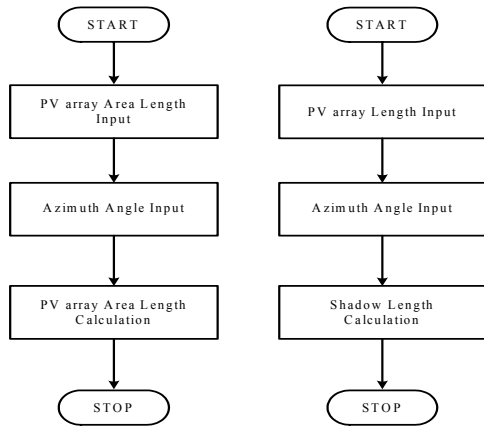 START
PV array Area Length
Input
Azimuth Angle Input
PV array Area Length
Calculation
STOP
START
PV array Length Input
Azimuth Angle Input
Shadow Length
Calculation
STOP